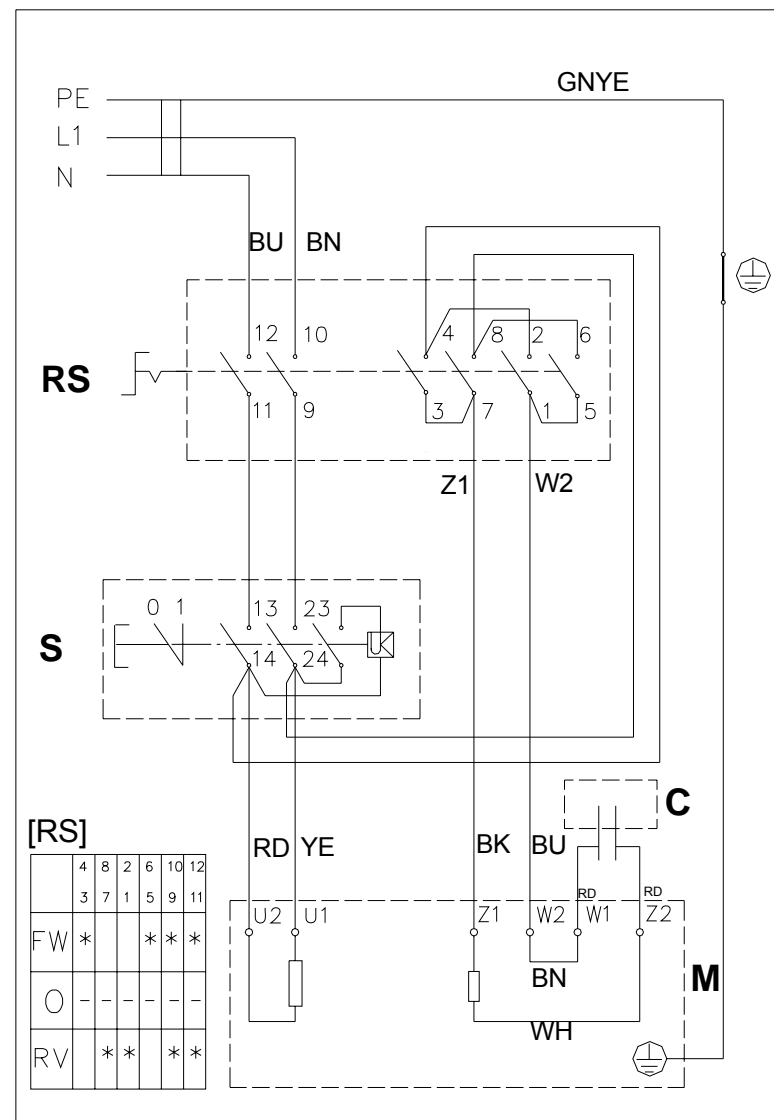 GNYE
PE
L1
N
BU BN
12 10 4 8 2 6
RS
11 9 3 7 1 5
Z1 W2
0 1 13 23
S
14 24
C
[RS]
RD YE BK BU
4 8 2 6 10 12
3 7 1 5 9 11
RD RD
U2 U1 Z1 W2 W1 Z2
FW * * * *
BN
M
O - - - - - -
WH
RV * * * *